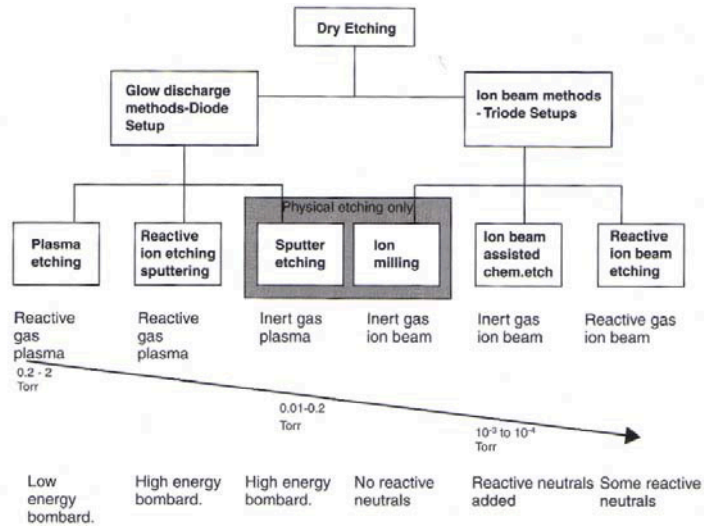 Dry Etching
Glow discharge
methods-Diode
Setup
Ion beam methods
- Triode Setups
Physical etching only
Plasma
etching
Reactive
ion etching
sputtering
Sputter
etching
Ion
milling
Ion beam
assisted
chem.etch
Reactive
ion beam
etching
Reactive
gas
plasma
Reactive
gas
plasma
Inert gas
plasma
Inert gas
ion beam
Inert gas
ion beam
Reactive gas
ion beam
0.2 - 2
Torr
0.01-0.2
Torr
10⁻³ to 10⁻⁴
Torr
Low
energy
bombard.
High energy
bombard.
High energy
bombard.
No reactive
neutrals
Reactive neutrals
added
Some reactive
neutrals